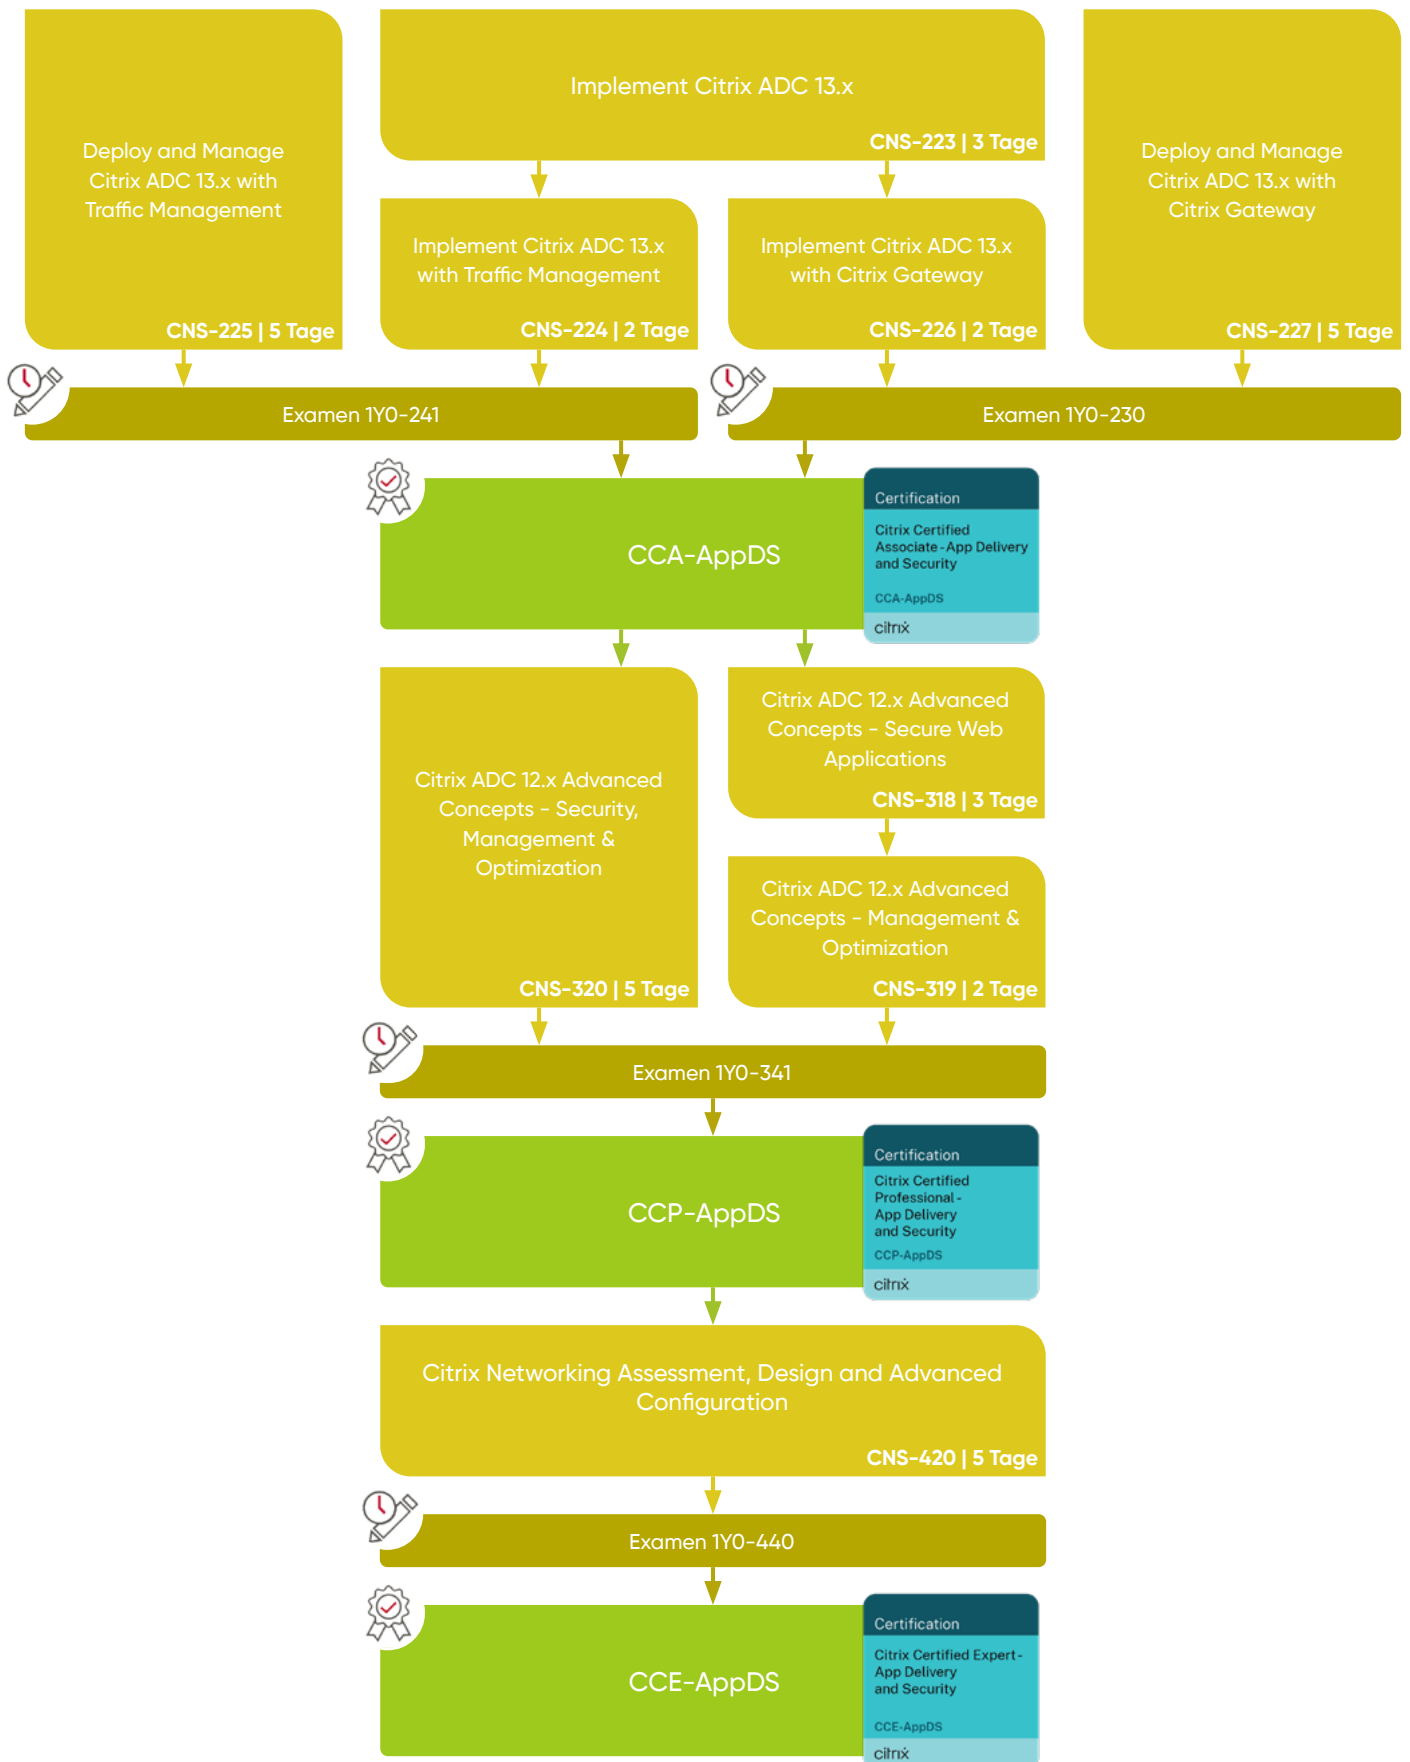 Implement Citrix ADC 13.x
CNS-223 | 3 Tage
Deploy and Manage
Citrix ADC 13.x with
Traffic Management
CNS-225 | 5 Tage
Implement Citrix ADC 13.x
with Traffic Management
CNS-224 | 2 Tage
Implement Citrix ADC 13.x
with Citrix Gateway
CNS-226 | 2 Tage
Deploy and Manage
Citrix ADC 13.x with
Citrix Gateway
CNS-227 | 5 Tage
Examen 1Y0-241
Examen 1Y0-230
CCA-AppDS
Certification
Citrix Certified
Associate - App Delivery
and Security
CCA-AppDS
citrix
Citrix ADC 12.x Advanced
Concepts - Security,
Management &
Optimization
CNS-320 | 5 Tage
Citrix ADC 12.x Advanced
Concepts - Secure Web
Applications
CNS-318 | 3 Tage
Citrix ADC 12.x Advanced
Concepts - Management &
Optimization
CNS-319 | 2 Tage
Examen 1Y0-341
CCP-AppDS
Certification
Citrix Certified
Professional -
App Delivery
and Security
CCP-AppDS
citrix
Citrix Networking Assessment, Design and Advanced
Configuration
CNS-420 | 5 Tage
Examen 1Y0-440
CCE-AppDS
Certification
Citrix Certified Expert -
App Delivery
and Security
CCE-AppDS
citrix